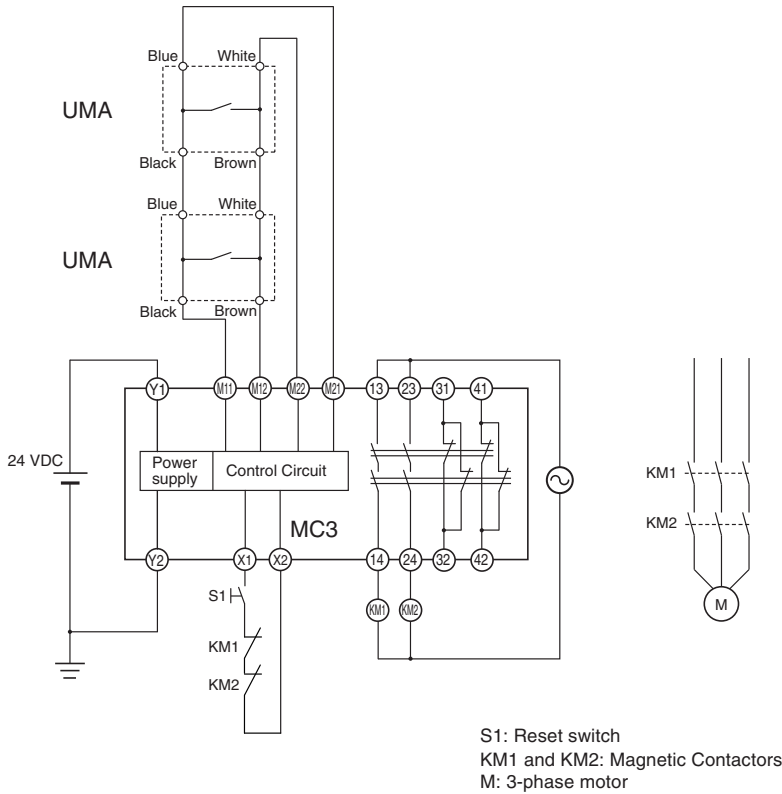 Blue White
UMA
Black Brown
Blue White
UMA
Black Brown
Y1 M11 M12 M22 M21 13 23 31 41
24 VDC
Power supply
Control Circuit
MC3
KM1
KM2
Y2 X1 X2 14 24 32 42
S1
KM1 KM2
M
KM1
KM2
S1: Reset switch
KM1 and KM2: Magnetic Contactors
M: 3-phase motor